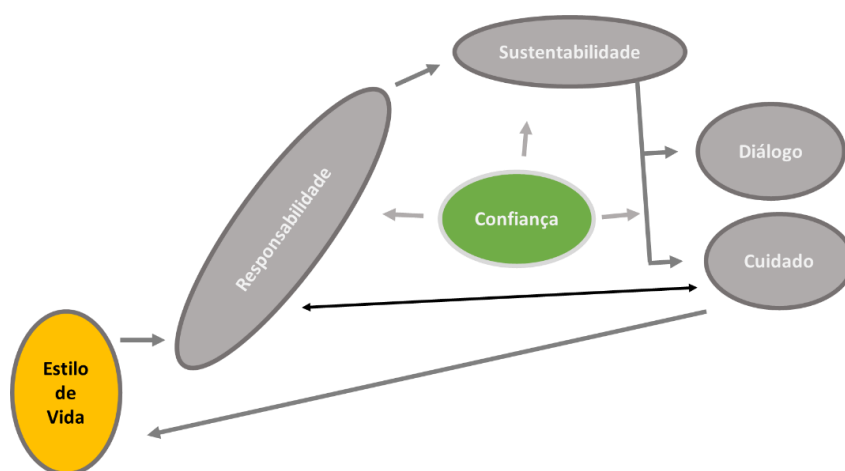 Sustentabilidade
Diálogo
Responsabilidade
Confiança
Cuidado
Estilo
de
Vida